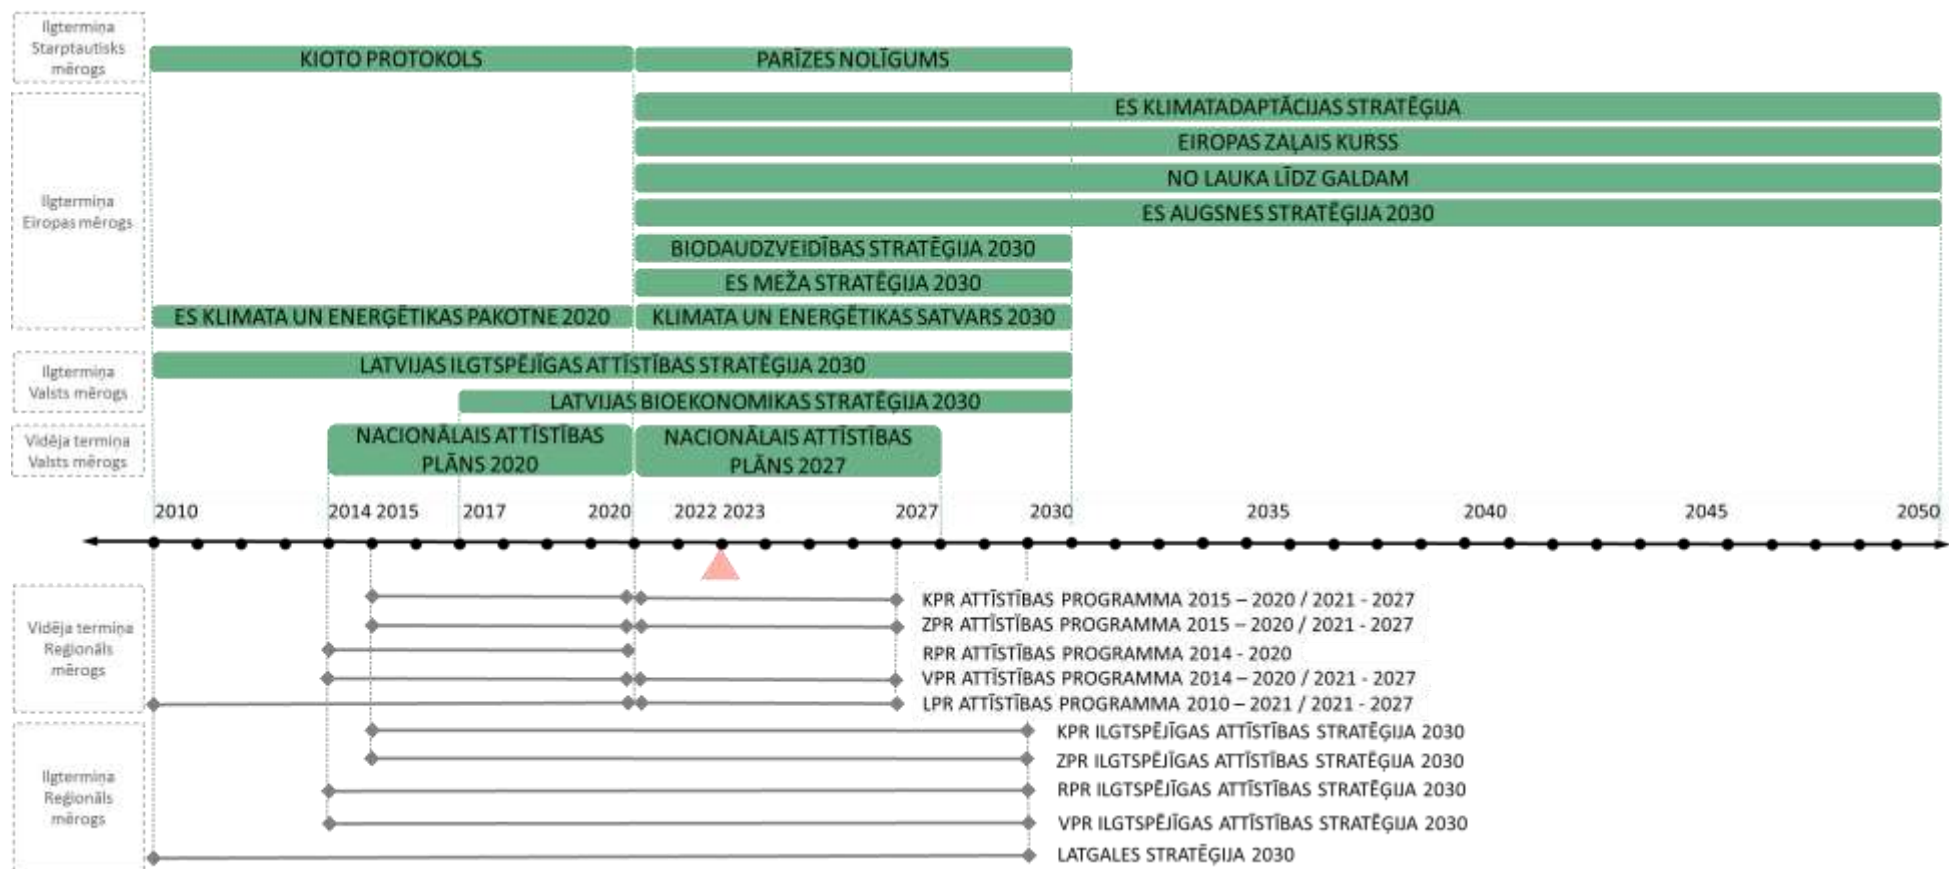 Ilgtermiņa
Starptautisks
mērogs
KIOTO PROTOKOLS
PARĪZES NOLĪGUMS
Ilgtermiņa
Eiropas mērogs
ES KLIMATADAPTĀCIJAS STRATĒĢIJA
EIROPAS ZAĻAIS KURSS
NO LAUKA LĪDZ GALDAM
ES AUGSNES STRATĒĢIJA 2030
BIODAUDZVEIDĪBAS STRATĒĢIJA 2030
ES MEŽA STRATĒĢIJA 2030
ES KLIMATA UN ENERĢĒTIKAS PAKOTNE 2020
KLIMATA UN ENERĢĒTIKAS SATVARS 2030
Ilgtermiņa
Valsts mērogs
LATVIJAS ILGTSPĒJĪGAS ATTĪSTĪBAS STRATĒĢIJA 2030
LATVIJAS BIOEKONOMIKAS STRATĒĢIJA 2030
Vidēja termiņa
Valsts mērogs
NACIONĀLAIS ATTĪSTĪBAS
PLĀNS 2020
NACIONĀLAIS ATTĪSTĪBAS
PLĀNS 2027
2010 2014 2015 2017 2020 2022 2023 2027 2030 2035 2040 2045 2050
Vidēja termiņa
Reģionāls
mērogs
KPR ATTĪSTĪBAS PROGRAMMA 2015 – 2020 / 2021 - 2027
ZPR ATTĪSTĪBAS PROGRAMMA 2015 – 2020 / 2021 - 2027
RPR ATTĪSTĪBAS PROGRAMMA 2014 - 2020
VPR ATTĪSTĪBAS PROGRAMMA 2014 – 2020 / 2021 - 2027
LPR ATTĪSTĪBAS PROGRAMMA 2010 – 2021 / 2021 - 2027
Ilgtermiņa
Reģionāls
mērogs
KPR ILGTSPĒJĪGAS ATTĪSTĪBAS STRATĒĢIJA 2030
ZPR ILGTSPĒJĪGAS ATTĪSTĪBAS STRATĒĢIJA 2030
RPR ILGTSPĒJĪGAS ATTĪSTĪBAS STRATĒĢIJA 2030
VPR ILGTSPĒJĪGAS ATTĪSTĪBAS STRATĒĢIJA 2030
LATGALES STRATĒĢIJA 2030